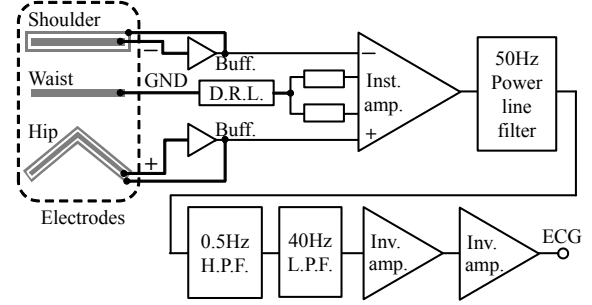 Shoulder
−
Buff.
Waist
GND
D.R.L.
Hip
+
Buff.
Electrodes
−
Inst.
amp.
+
50Hz
Power
line
filter
0.5Hz
H.P.F.
40Hz
L.P.F.
Inv.
amp.
Inv.
amp.
ECG